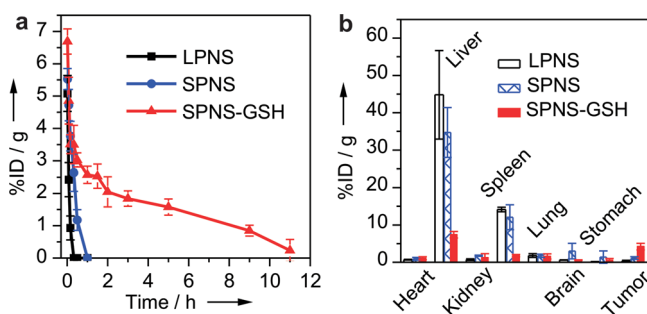 a
7
6
5
4
3
2
1
0
%ID / g
LPNS
SPNS
SPNS-GSH
0 2 4 6 8 10 12
Time / h
b
60
50
40
30
20
10
0
%ID / g
LPNS
SPNS
SPNS-GSH
Liver
Spleen
Lung
Stomach
Heart
Kidney
Brain
Tumor